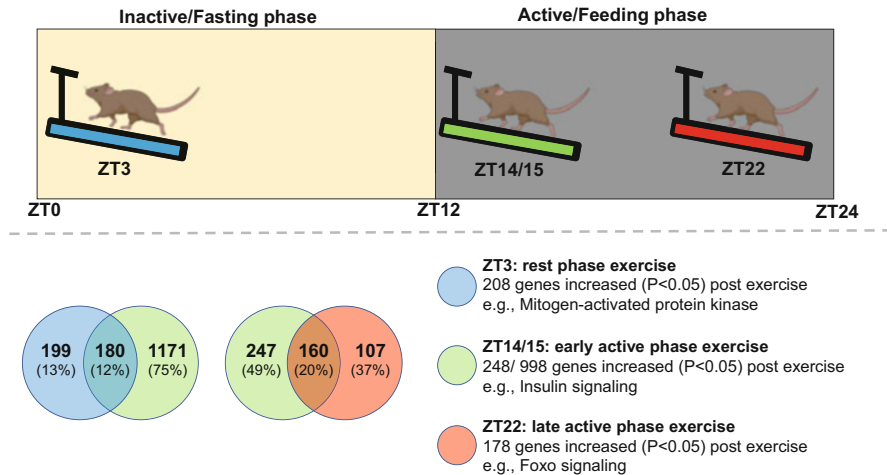 Inactive/Fasting phase
Active/Feeding phase
ZT3
ZT14/15
ZT22
ZT0
ZT12
ZT24
199
(13%)
180
(12%)
1171
(75%)
247
(49%)
160
(20%)
107
(37%)
ZT3: rest phase exercise
208 genes increased (P<0.05) post exercise
e.g., Mitogen-activated protein kinase
ZT14/15: early active phase exercise
248/ 998 genes increased (P<0.05) post exercise
e.g., Insulin signaling
ZT22: late active phase exercise
178 genes increased (P<0.05) post exercise
e.g., Foxo signaling